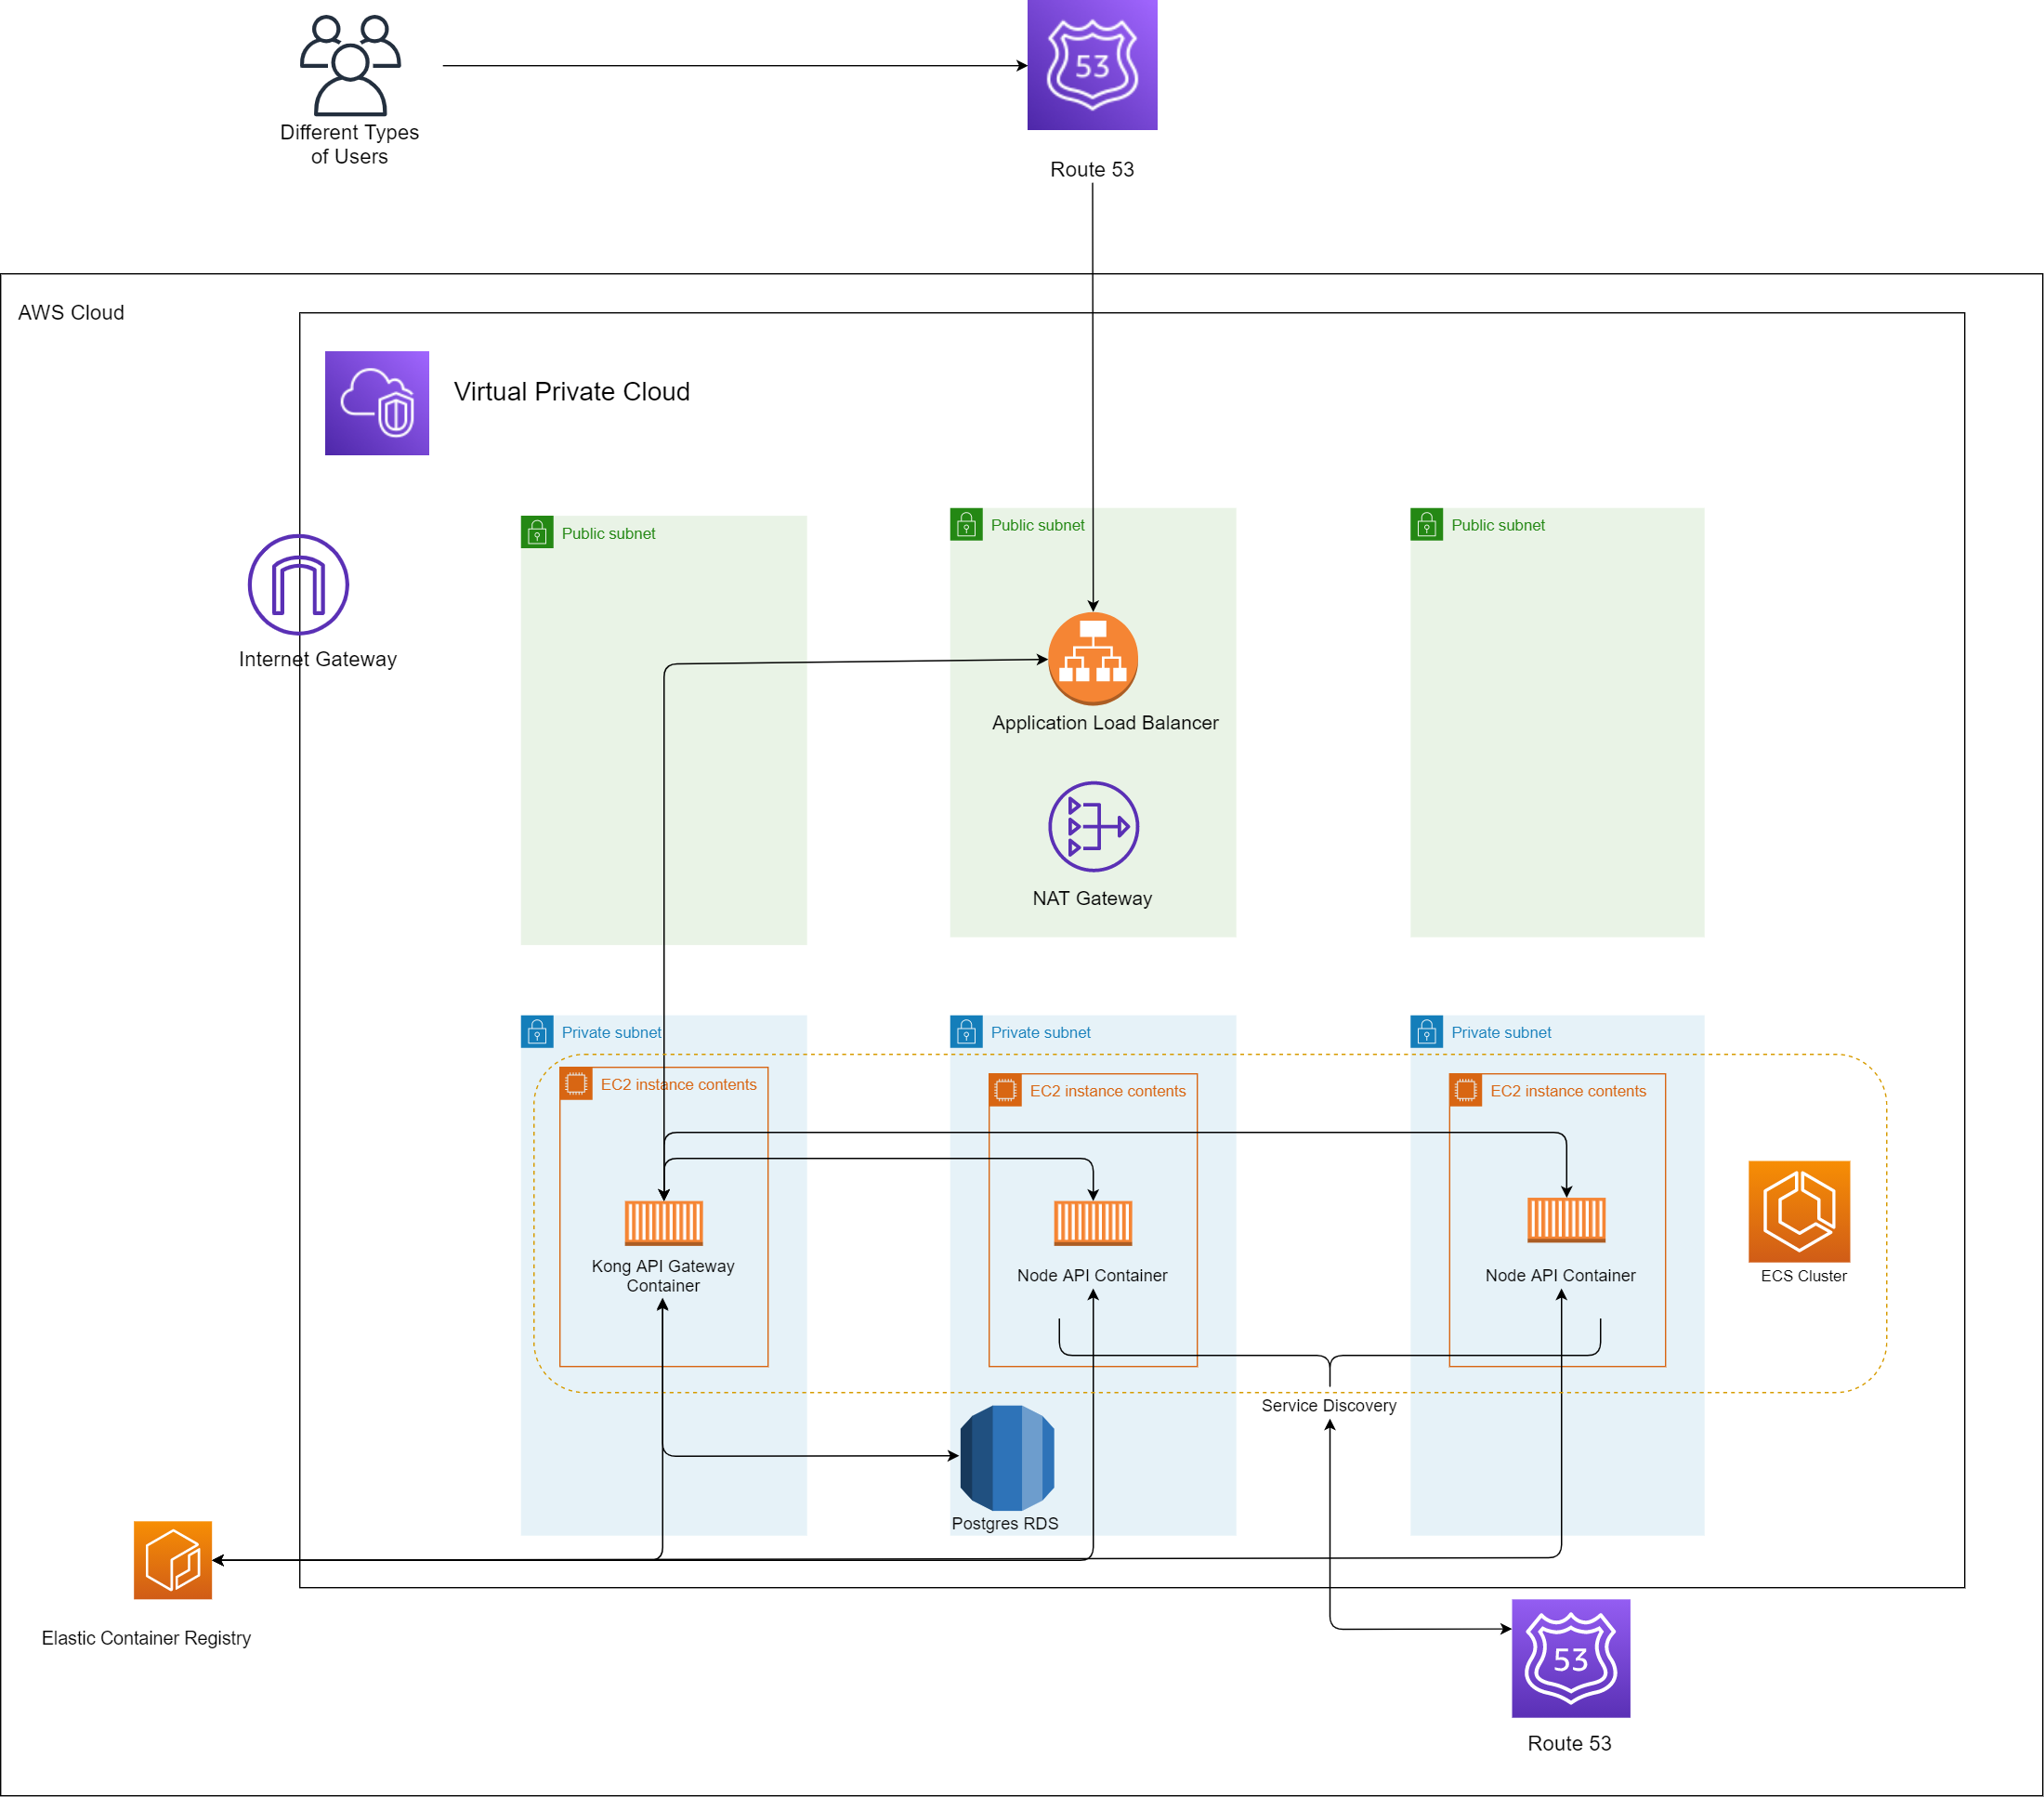 53
Different Types
of Users
Route 53
AWS Cloud
Virtual Private Cloud
Public subnet
Public subnet
Public subnet
Internet Gateway
Application Load Balancer
NAT Gateway
Private subnet
Private subnet
Private subnet
EC2 instance contents
EC2 instance contents
EC2 instance contents
Kong API Gateway
Container
Node API Container
Node API Container
ECS Cluster
Service Discovery
Postgres RDS
Elastic Container Registry
53
Route 53